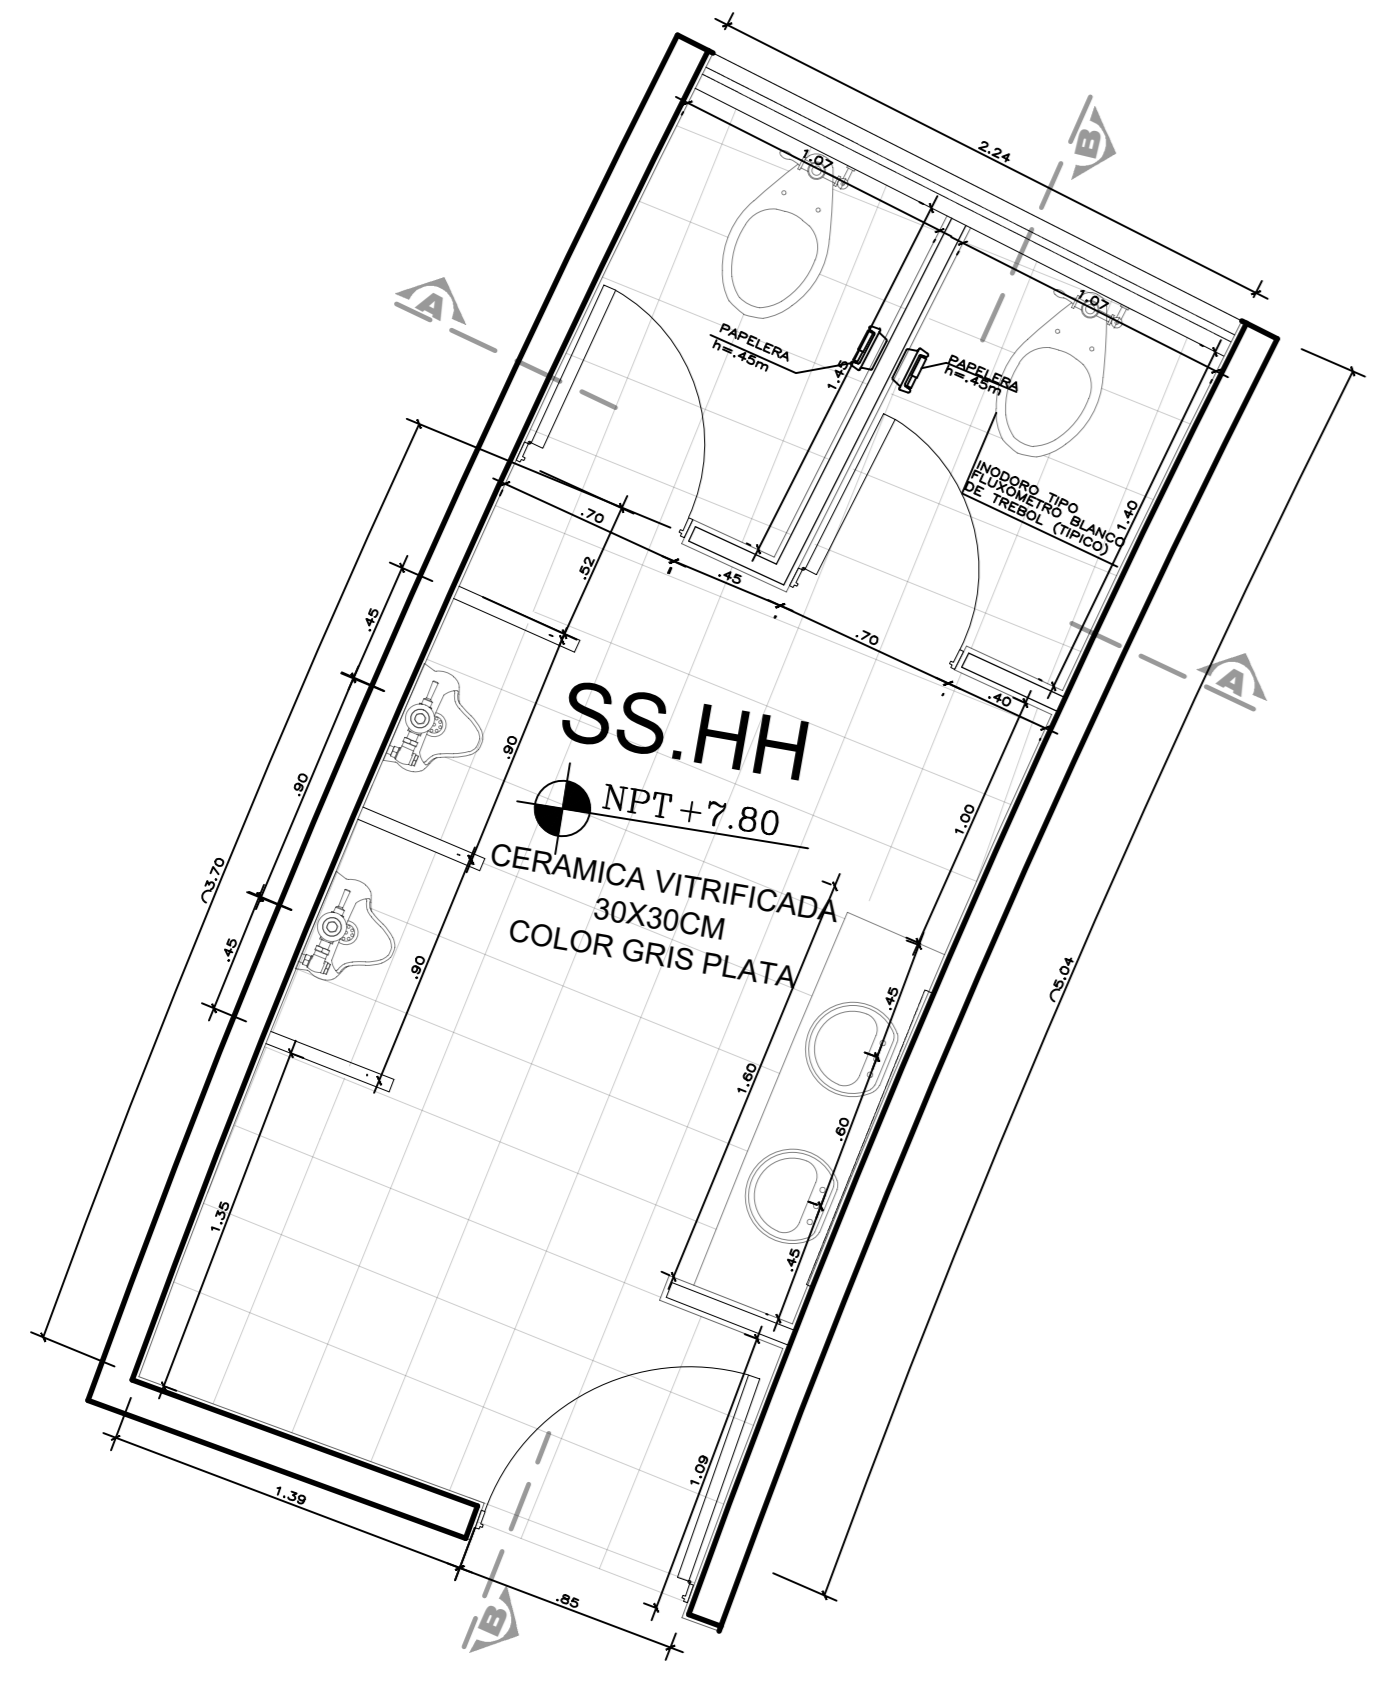 2.24
B
1.07
1.07
A
PAPELERA
h=.45m
1.45
PAPELERA
h=.45m
INODORO TIPO
FLUXOMETRO BLANCO
DE TREBOL (TIPICO)
1.40
.70
.52
.45
.45
.70
.40
A
SS.HH
NPT +7.80
CERAMICA VITRIFICADA
30X30CM
COLOR GRIS PLATA
.90
.90
1.00
3.70
.45
.90
.45
5.04
1.60
.60
.45
1.35
1.09
1.39
.85
B